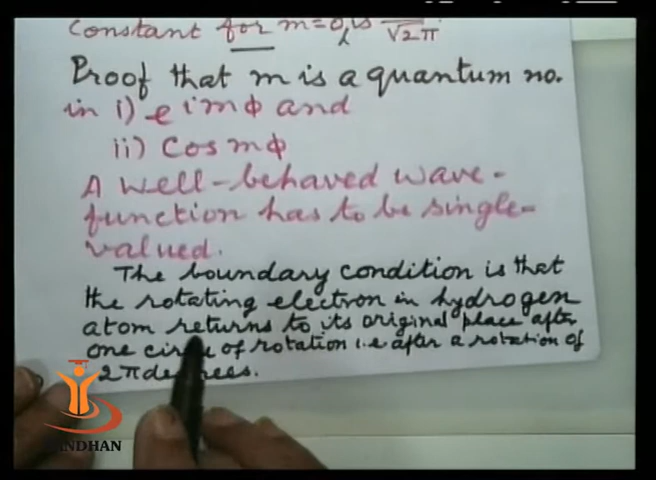 Constant for m=0, is 1/√2π
Proof that m is a quantum no.
in i) e imφ and
ii) Cos mφ
A well-behaved wave-
function has to be single-
valued.
The boundary condition is that
the rotating electron in hydrogen
atom returns to its original place after
one circle of rotation i.e after a rotation of
2π degrees.
NDHAN